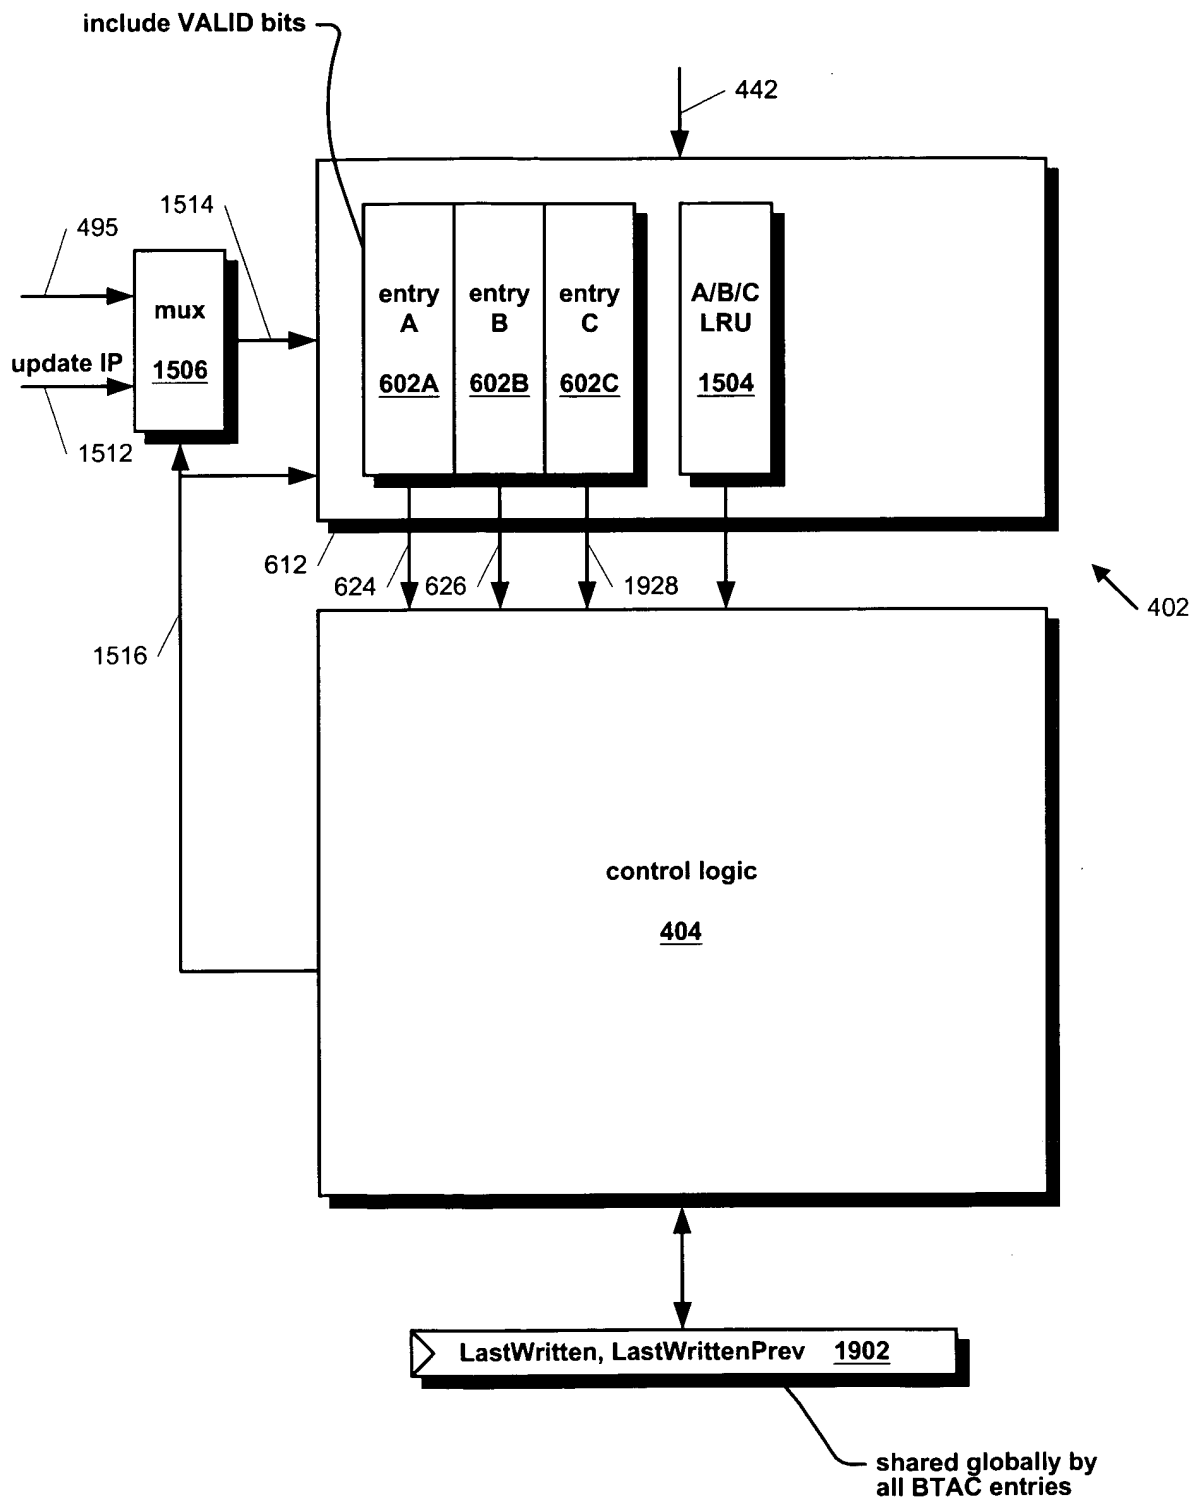 include VALID bits
442
1514
495
mux
1506
update IP
1512
entry
A
602A
entry
B
602B
entry
C
602C
A/B/C
LRU
1504
612
624
626
1928
402
1516
control logic
404
LastWritten, LastWrittenPrev 1902
shared globally by
all BTAC entries